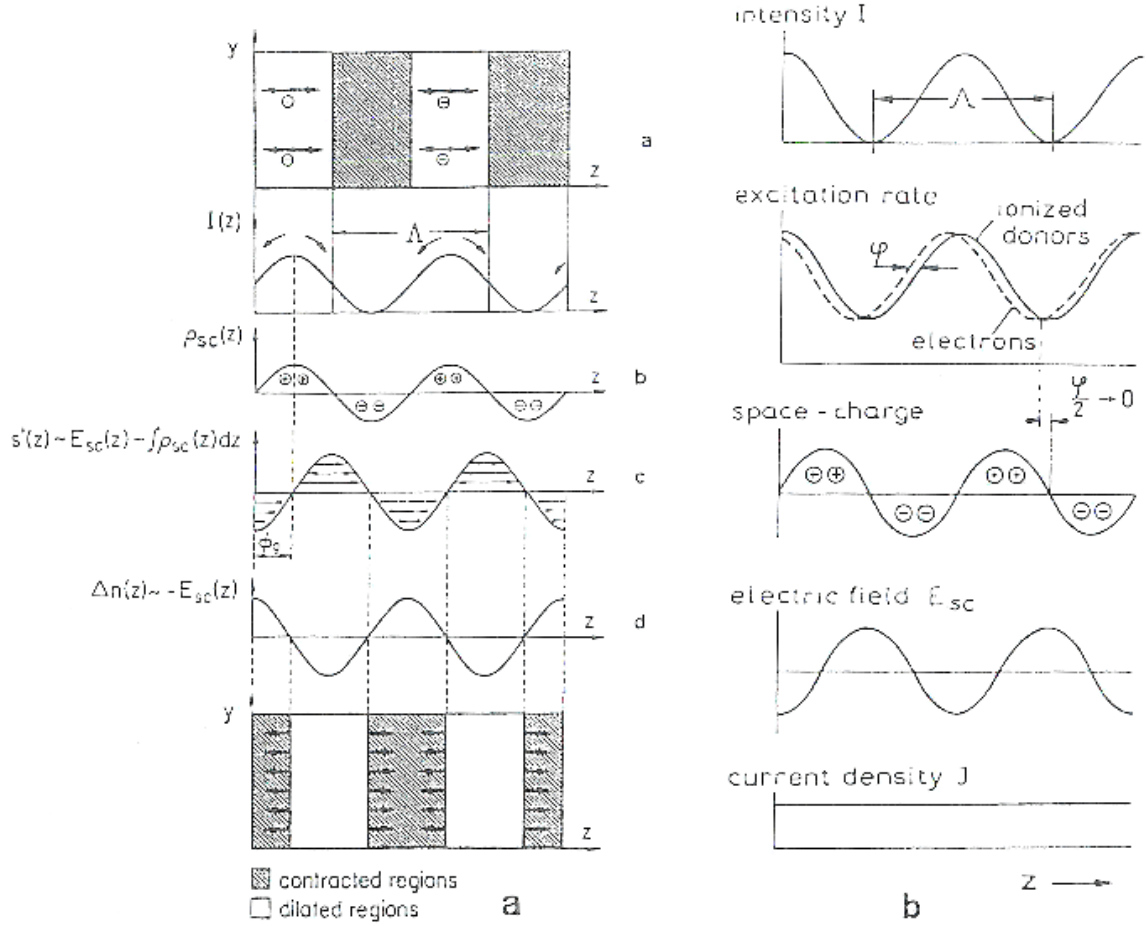 y
a
z
I(z)
Λ
z
ρsc(z)
z
b
⊕⊕
⊖⊖
⊕⊕
⊖⊖
s'(z)~Esc(z)~∫ρsc(z)dz
z
c
Δn(z)~-Esc(z)
z
d
y
z
contracted regions
dilated regions
a
intensity I
Λ
excitation rate
ionized
donors
φ
electrons
φ/2 → 0
space - charge
⊕⊕
⊖⊖
⊕⊕
⊖⊖
electric field Esc
current density J
z
b